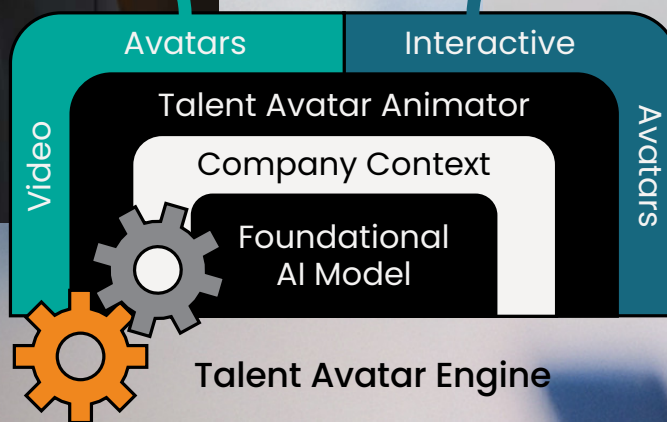 Video
Avatars
Interactive
Avatars
Talent Avatar Animator
Company Context
Foundational
AI Model
Talent Avatar Engine